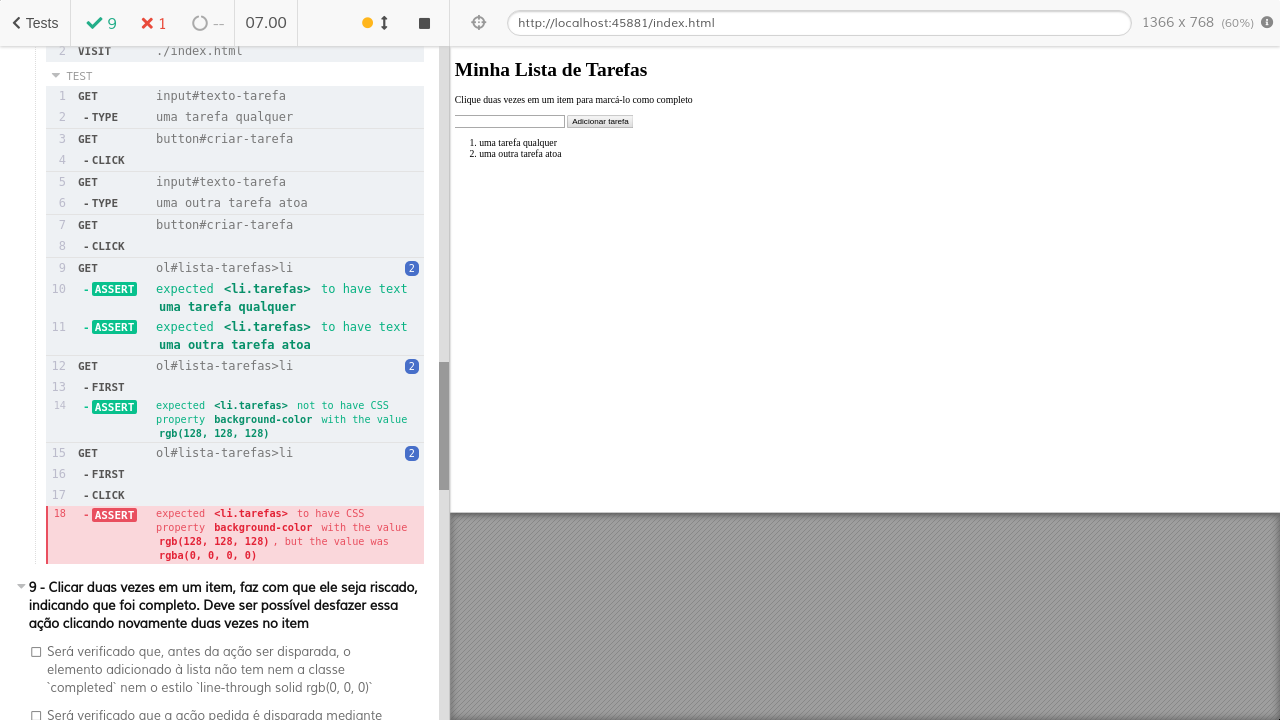 Tests 9 1 -- 07.00 http://localhost:45881/index.html 1366 x 768 (60%)
2 VISIT ./index.html
TEST
1 GET input#texto-tarefa
2 -TYPE uma tarefa qualquer
3 GET button#criar-tarefa
4 -CLICK
5 GET input#texto-tarefa
6 -TYPE uma outra tarefa atoa
7 GET button#criar-tarefa
8 -CLICK
9 GET ol#lista-tarefas>li 2
10 -ASSERT expected <li.tarefas> to have text
uma tarefa qualquer
11 -ASSERT expected <li.tarefas> to have text
uma outra tarefa atoa
12 GET ol#lista-tarefas>li 2
13 -FIRST
14 -ASSERT expected <li.tarefas> not to have CSS
property background-color with the value
rgb(128, 128, 128)
15 GET ol#lista-tarefas>li 2
16 -FIRST
17 -CLICK
18 -ASSERT expected <li.tarefas> to have CSS
property background-color with the value
rgb(128, 128, 128), but the value was
rgba(0, 0, 0, 0)
9 - Clicar duas vezes em um item, faz com que ele seja riscado,
indicando que foi completo. Deve ser possível desfazer essa
ação clicando novamente duas vezes no item
Será verificado que, antes da ação ser disparada, o
elemento adicionado à lista não tem nem a classe
`completed` nem o estilo `line-through solid rgb(0, 0, 0)`
Será verificado que a ação pedida é disparada mediante
Minha Lista de Tarefas
Clique duas vezes em um item para marcá-lo como completo
Adicionar tarefa
1. uma tarefa qualquer
2. uma outra tarefa atoa